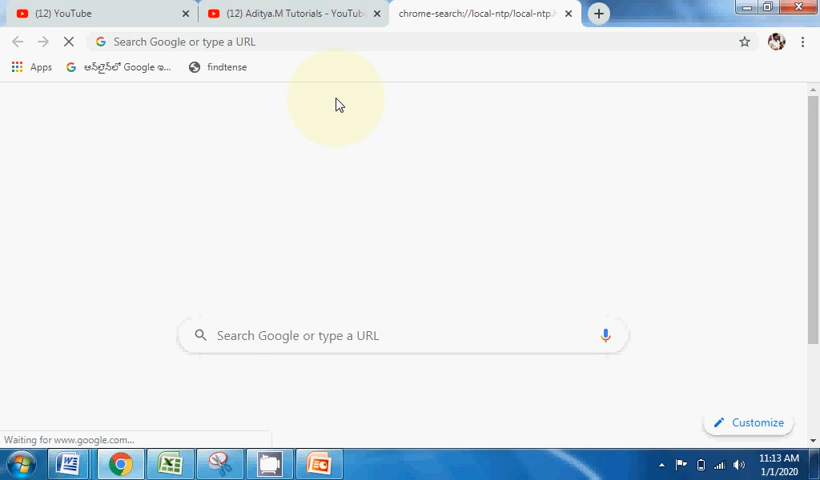 (12) YouTube
(12) Aditya.M Tutorials - YouTub
chrome-search://local-ntp/local-ntp.h
Search Google or type a URL
Apps
ఆన్‌లైన్‌లో Google ఇ...
findtense
Search Google or type a URL
Customize
Waiting for www.google.com...
11:13 AM
1/1/2020